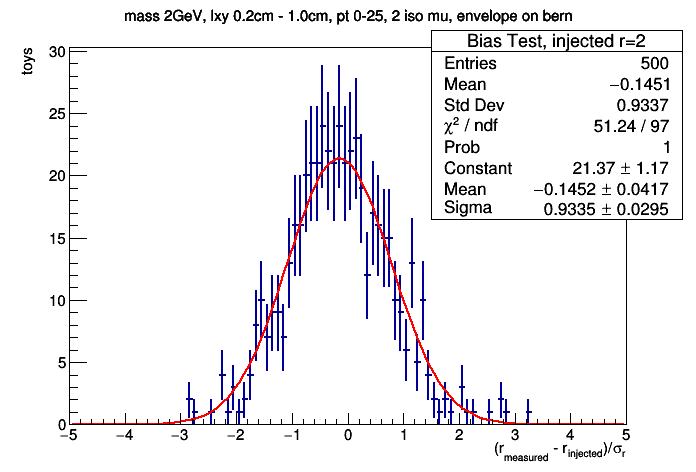 mass 2GeV, lxy 0.2cm - 1.0cm, pt 0-25, 2 iso mu, envelope on bern
Bias Test, injected r=2
Entries 500
Mean −0.1451
Std Dev 0.9337
χ² / ndf 51.24 / 97
Prob 1
Constant 21.37 ± 1.17
Mean −0.1452 ± 0.0417
Sigma 0.9335 ± 0.0295
toys
30
25
20
15
10
5
0
−5 −4 −3 −2 −1 0 1 2 3 4 5
(r_measured - r_injected)/σ_r